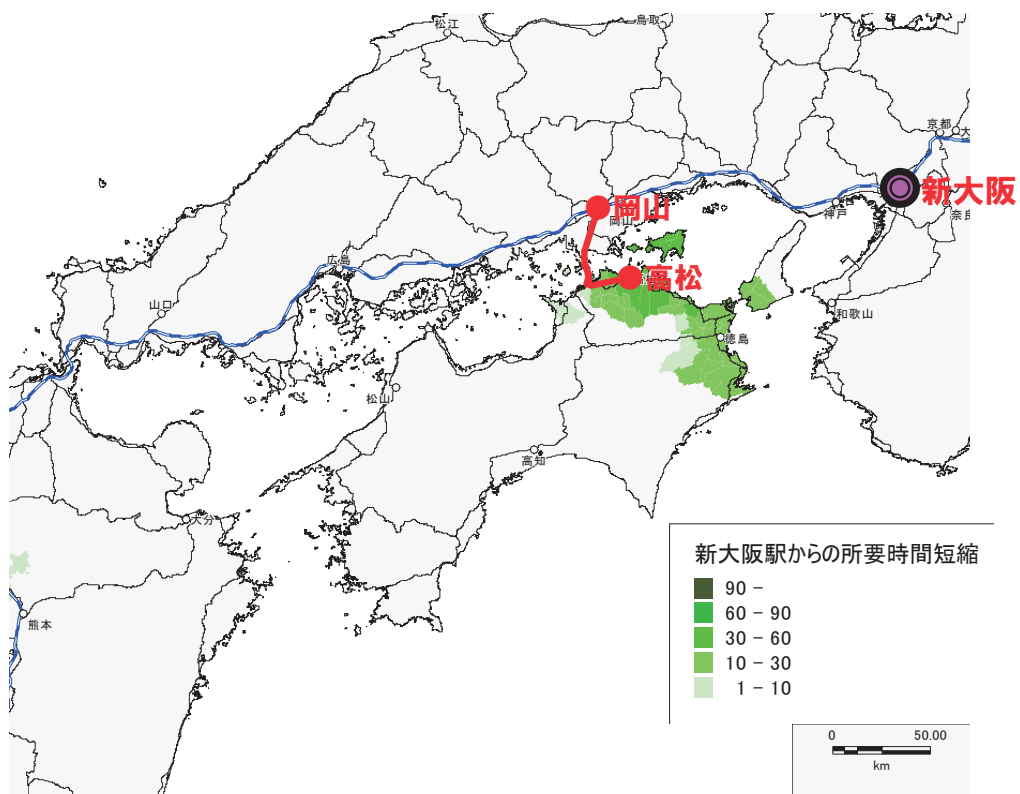 松江
鳥取
京都
大
新大阪
岡山
岡山
神戸
奈良
広島
高松
山口
和歌山
徳島
松山
高知
大分
熊本
新大阪駅からの所要時間短縮
90 -
60 - 90
30 - 60
10 - 30
1 - 10
0 50.00
km